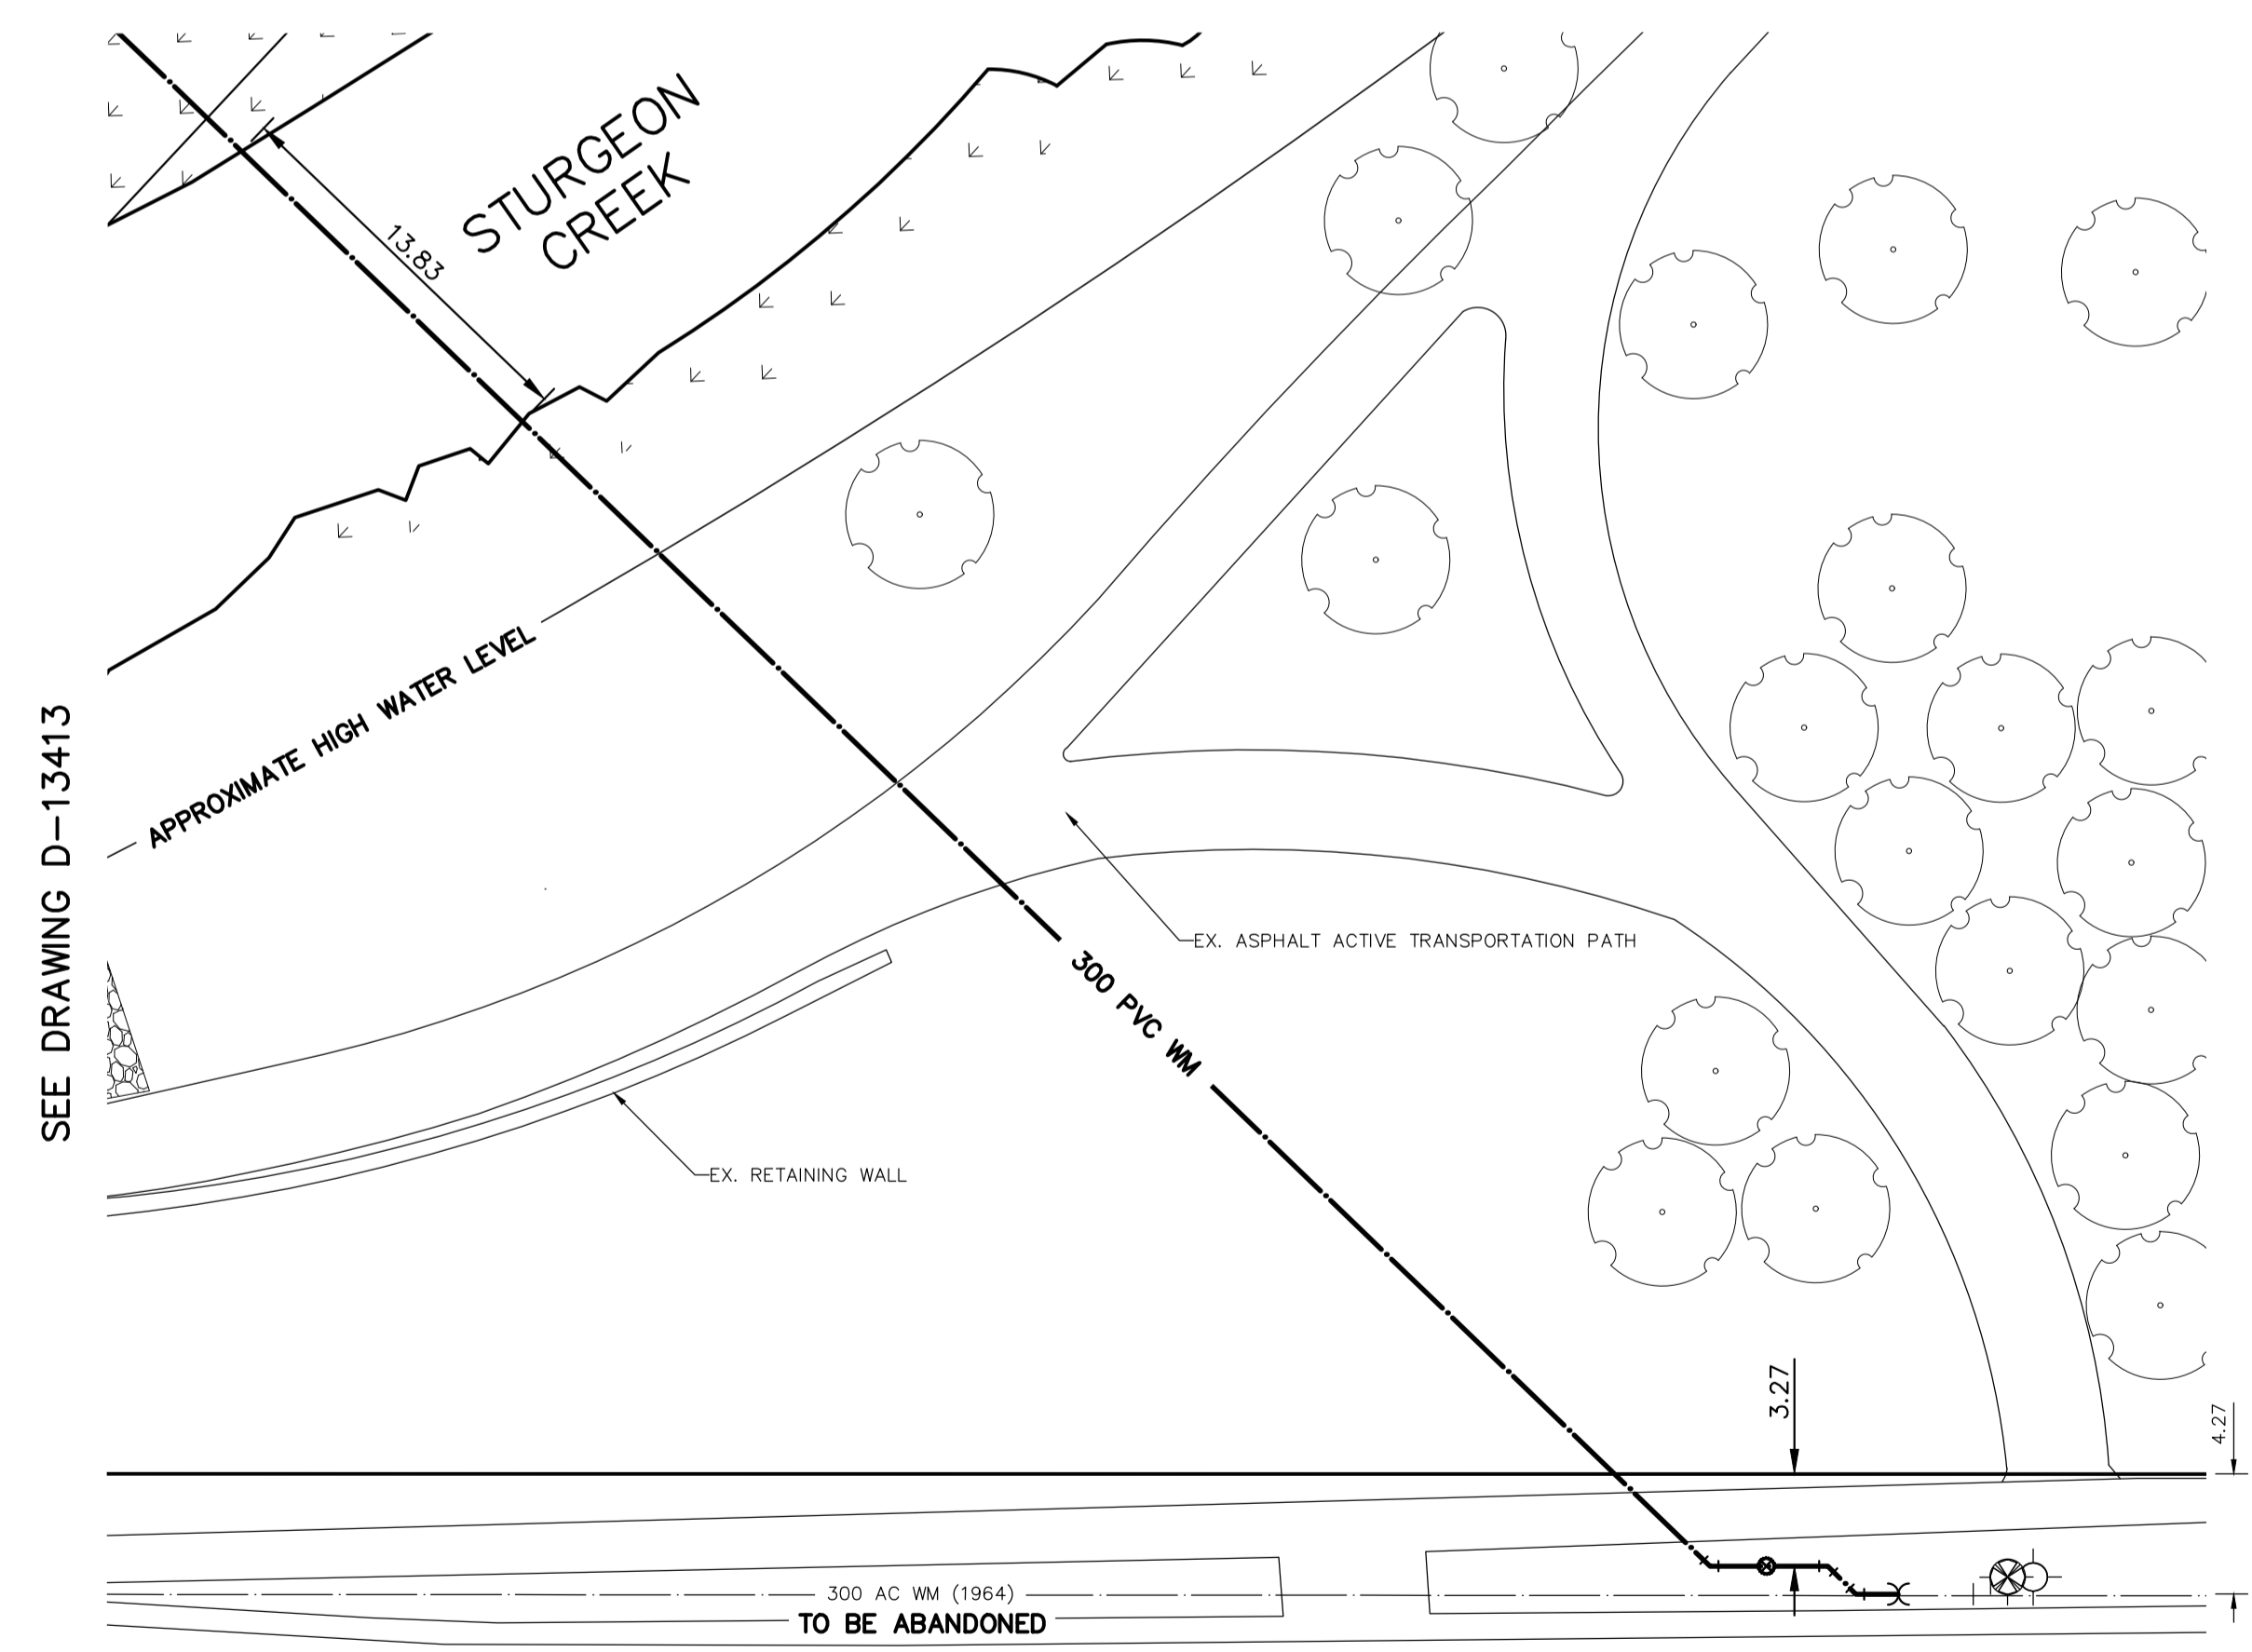 STURGEON
CREEK
13.83
APPROXIMATE HIGH WATER LEVEL
SEE DRAWING D-13413
EX. ASPHALT ACTIVE TRANSPORTATION PATH
300 PVC WM
EX. RETAINING WALL
3.27
4.27
300 AC WM (1964)
TO BE ABANDONED